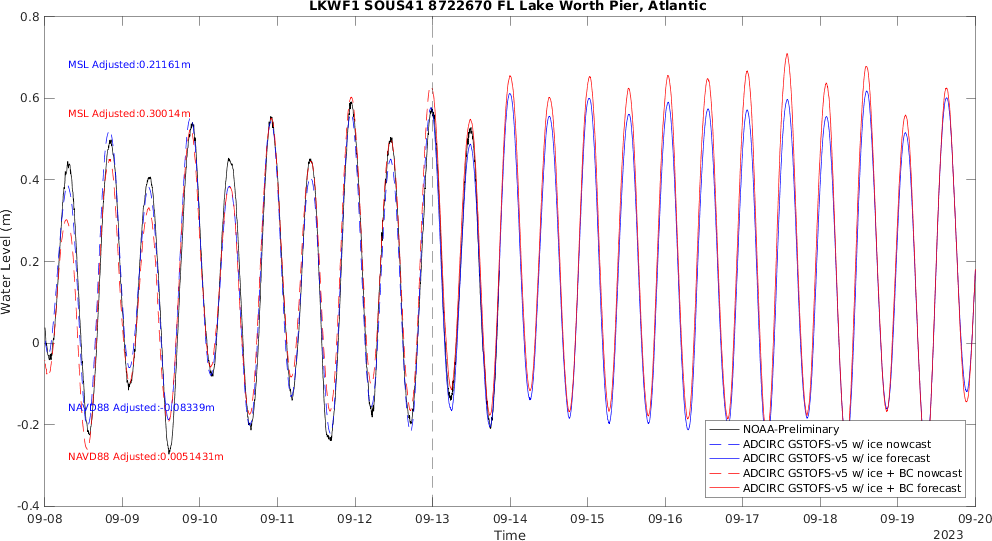 LKWF1 SOUS41 8722670 FL Lake Worth Pier, Atlantic
0.8
0.6
0.4
0.2
0
-0.2
-0.4
Water Level (m)
MSL Adjusted:0.21161m
MSL Adjusted:0.30014m
NAVD88 Adjusted:-0.08339m
NAVD88 Adjusted:0.0051431m
NOAA-Preliminary
ADCIRC GSTOFS-v5 w/ ice nowcast
ADCIRC GSTOFS-v5 w/ ice forecast
ADCIRC GSTOFS-v5 w/ ice + BC nowcast
ADCIRC GSTOFS-v5 w/ ice + BC forecast
09-08 09-09 09-10 09-11 09-12 09-13 09-14 09-15 09-16 09-17 09-18 09-19 09-20
Time
2023